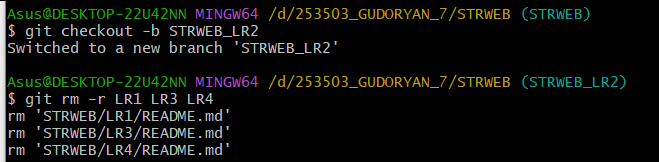 Asus@DESKTOP-22U42NN MINGW64 /d/253503_GUDORYAN_7/STRWEB (STRWEB)
$ git checkout -b STRWEB_LR2
Switched to a new branch 'STRWEB_LR2'
Asus@DESKTOP-22U42NN MINGW64 /d/253503_GUDORYAN_7/STRWEB (STRWEB_LR2)
$ git rm -r LR1 LR3 LR4
rm 'STRWEB/LR1/README.md'
rm 'STRWEB/LR3/README.md'
rm 'STRWEB/LR4/README.md'